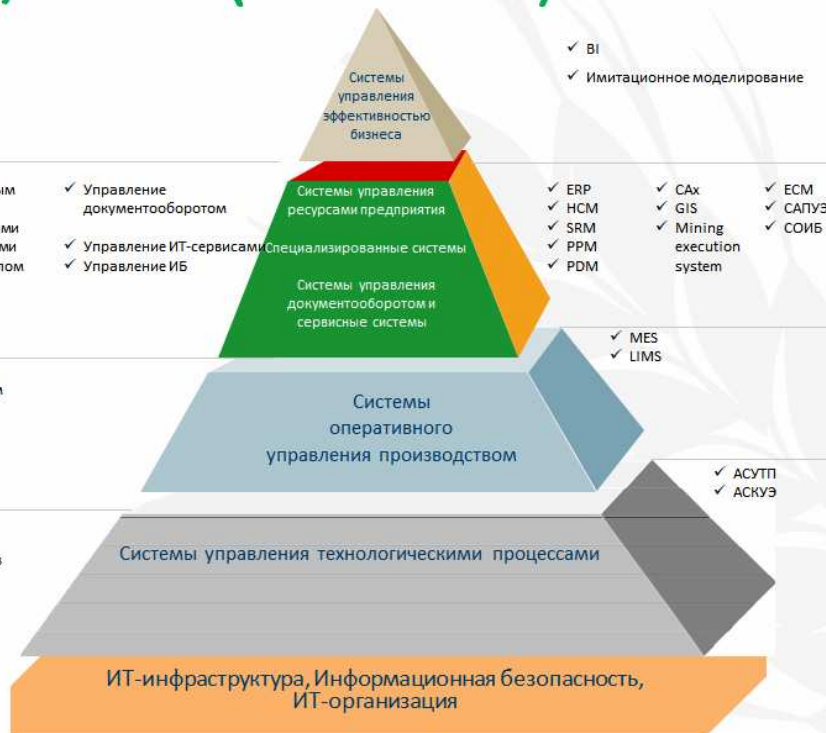 Системы
управления
эффективностью
бизнеса
✓ BI
✓ Имитационное моделирование
✓ Управление
документооборотом
✓ Управление ИТ-сервисами
✓ Управление ИБ
Системы управления
ресурсами предприятия
Специализированные системы
Системы управления
документооборотом и
сервисные системы
✓ ERP
✓ HCM
✓ SRM
✓ PPM
✓ PDM
✓ CAx
✓ GIS
✓ Mining
execution
system
✓ ECM
✓ САПУЭ
✓ СОИБ
✓ MES
✓ LIMS
Системы
оперативного
управления производством
✓ АСУТП
✓ АСКУЭ
Системы управления технологическими процессами
ИТ-инфраструктура, Информационная безопасность,
ИТ-организация